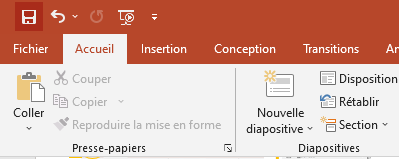 Fichier Accueil Insertion Conception Transitions An
Coller
Couper
Copier
Reproduire la mise en forme
Presse-papiers
Nouvelle
diapositive
Disposition
Rétablir
Section
Diapositives